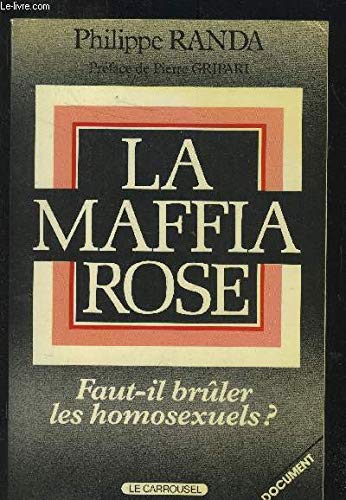 Le-livre.com
Philippe RANDA
Préface de Pierre GRIPARI
LA
MAFFIA
ROSE
Faut-il brûler
les homosexuels?
LE CARROUSEL
DOCUMENT